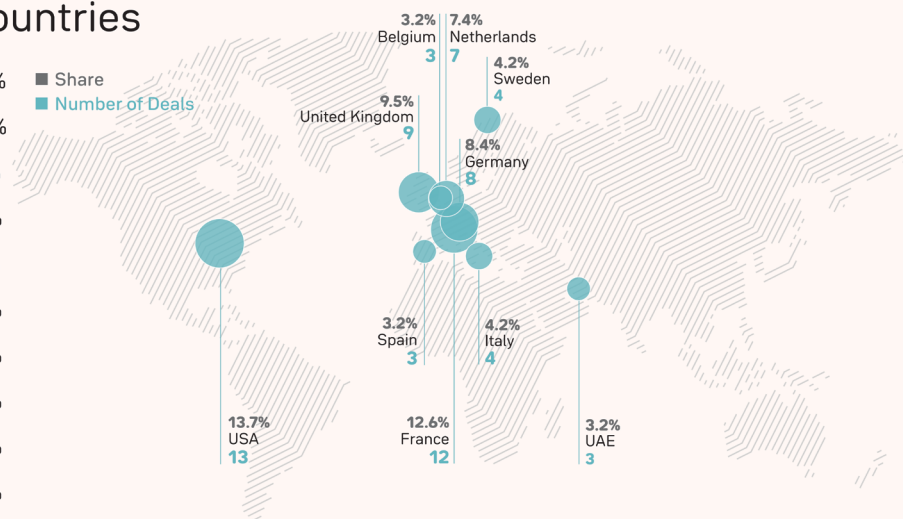 ountries
%
%
Share
Number of Deals
3.2%
Belgium
3
7.4%
Netherlands
7
4.2%
Sweden
4
9.5%
United Kingdom
9
8.4%
Germany
8
3.2%
Spain
3
4.2%
Italy
4
13.7%
USA
13
12.6%
France
12
3.2%
UAE
3